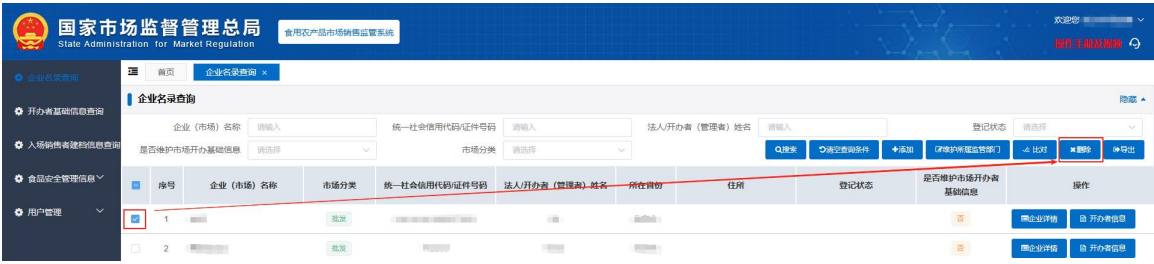 国家市场监督管理总局
State Administration for Market Regulation
食用农产品市场销售监管系统
欢迎您
企业名录查询
开办者基础信息查询
入场销售者建档信息查询
食品安全管理信息
用户管理
首页 企业名录查询 ×
企业名录查询 隐藏
企业（市场）名称 请输入 统一社会信用代码/证件号码 请输入 法人/开办者（管理者）姓名 请输入 登记状态 请选择
是否维护市场开办基础信息 请选择 市场分类 请选择 搜索 清空查询条件 +添加 维护所属监管部门 比对 ×删除 导出
序号 企业（市场）名称 市场分类 统一社会信用代码/证件号码 法人/开办者（管理者）姓名 所在省份 住所 登记状态 是否维护市场开办者基础信息 操作
1 批发 否 企业详情 开办者信息
2 批发 否 企业详情 开办者信息